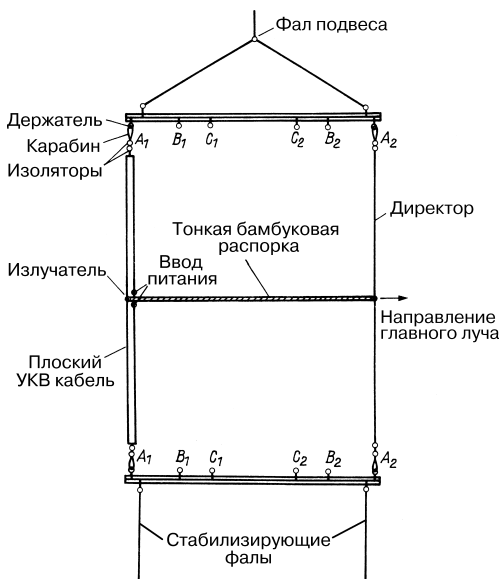 Фал подвеса
Держатель
Карабин
Изоляторы
A1 B1 C1 C2 B2 A2
Директор
Тонкая бамбуковая
распорка
Излучатель
Ввод
питания
Направление
главного луча
Плоский
УКВ кабель
A1 B1 C1 C2 B2 A2
Стабилизирующие
фалы